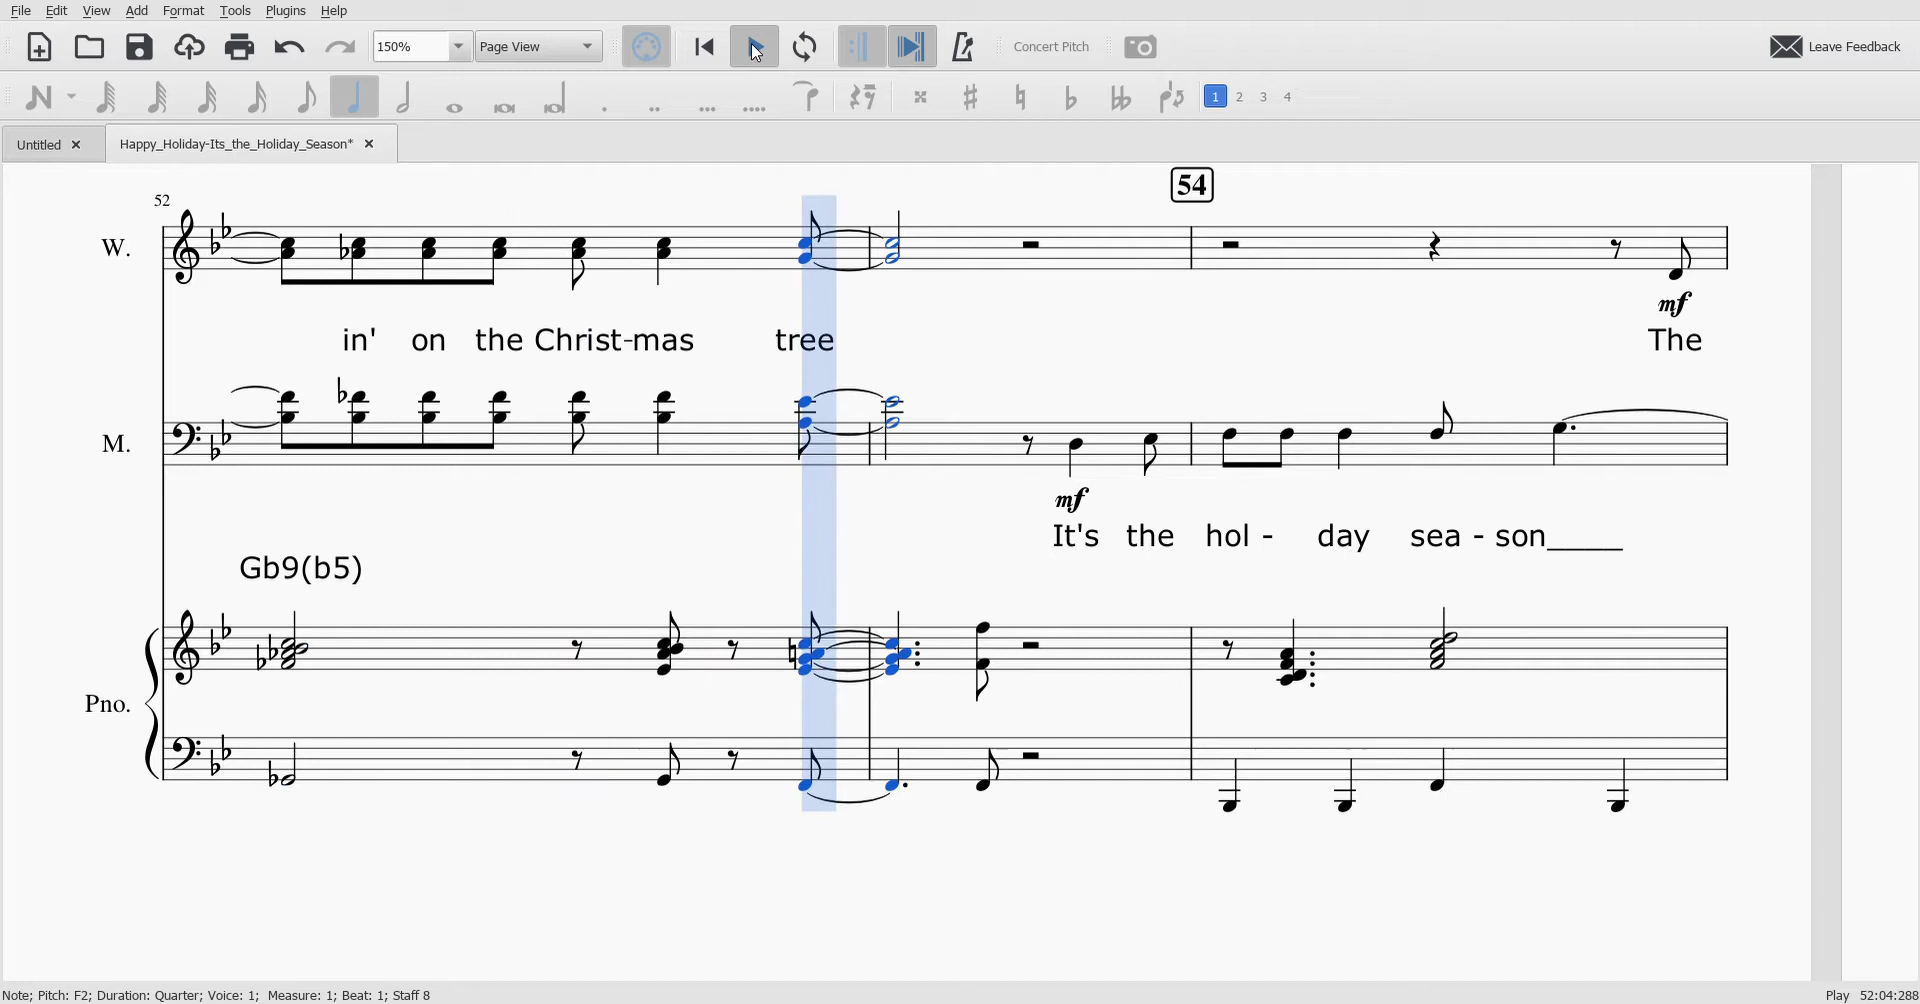 File Edit View Add Format Tools Plugins Help
150% Page View Concert Pitch Leave Feedback
1 2 3 4
Untitled Happy_Holiday-Its_the_Holiday_Season*
52
54
W.
mf
in' on the Christ-mas tree The
M.
mf
It's the hol - day sea - son____
Gb9(b5)
Pno.
Note; Pitch: F2; Duration: Quarter; Voice: 1; Measure: 1; Beat: 1; Staff 8 Play 52:04:288